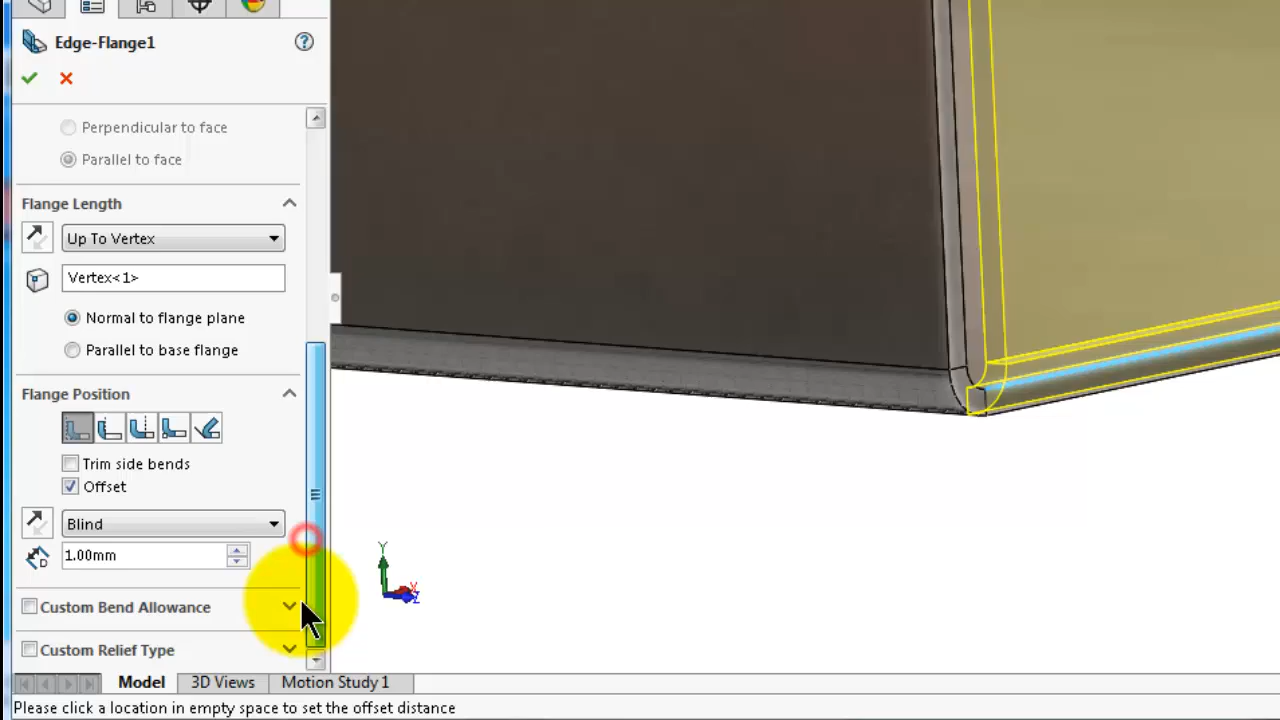 Edge-Flange1
Perpendicular to face
Parallel to face
Flange Length
Up To Vertex
Vertex<1>
Normal to flange plane
Parallel to base flange
Flange Position
Trim side bends
Offset
Blind
D
1.00mm
Custom Bend Allowance
Custom Relief Type
Y
X
Z
Model 3D Views Motion Study 1
Please click a location in empty space to set the offset distance